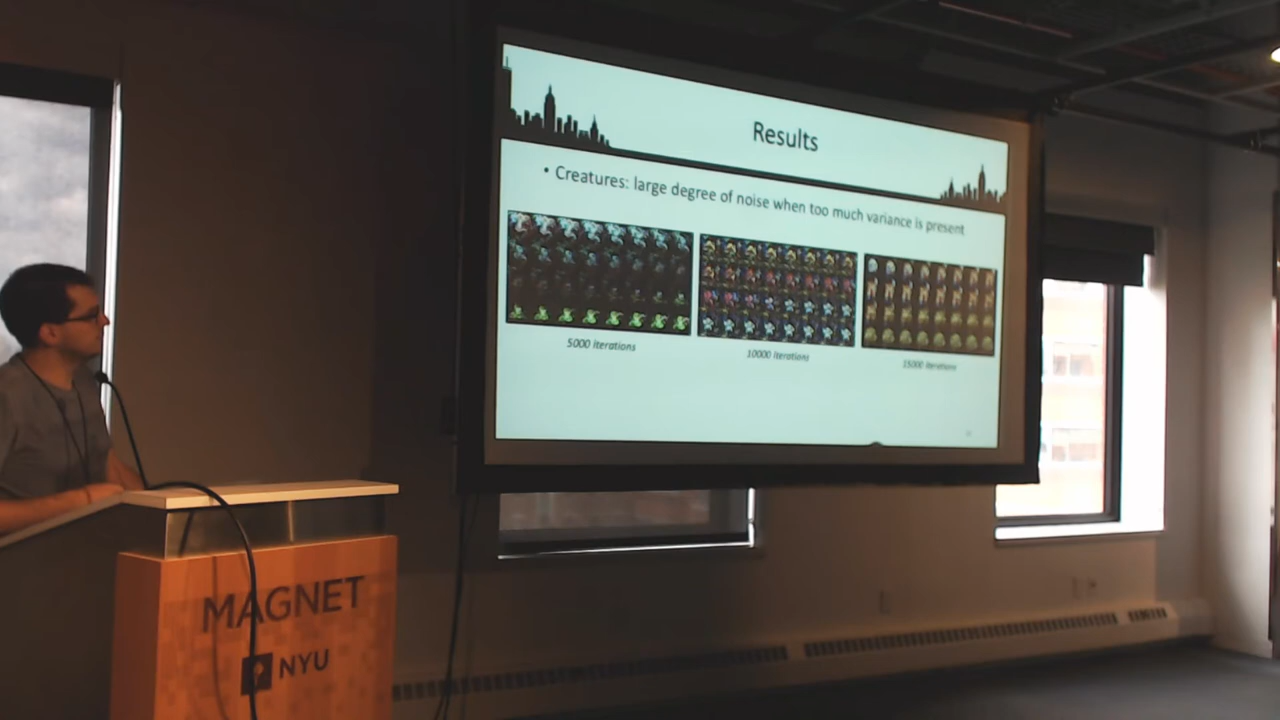 Results
• Creatures: large degree of noise when too much variance is present
5000 iterations
10000 iterations
15000 iterations
MAGNET
NYU